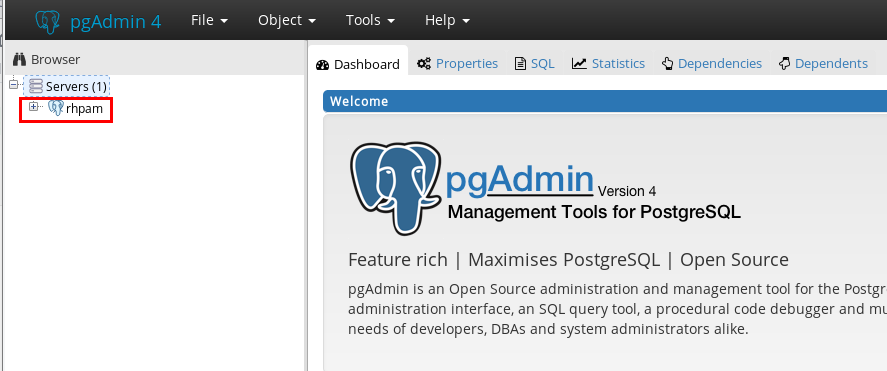 pgAdmin 4 File Object Tools Help
Browser
Dashboard Properties SQL Statistics Dependencies Dependents
Servers (1)
rhpam
Welcome
pgAdmin Version 4
Management Tools for PostgreSQL
Feature rich | Maximises PostgreSQL | Open Source
pgAdmin is an Open Source administration and management tool for the Postgr
administration interface, an SQL query tool, a procedural code debugger and mu
needs of developers, DBAs and system administrators alike.